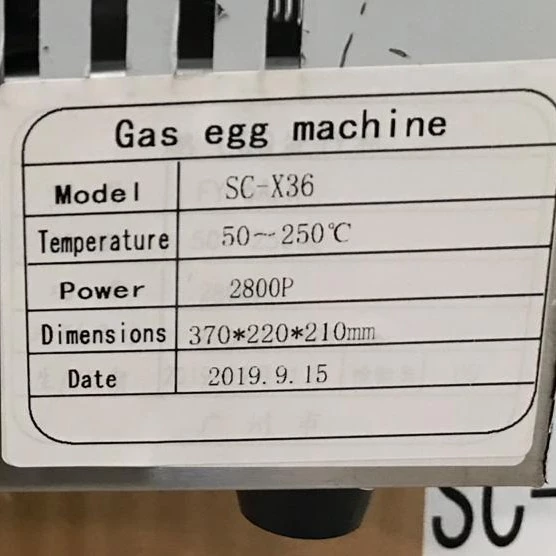 Gas egg machine
Model SC-X36
Temperature 50~250℃
Power 2800P
Dimensions 370*220*210mm
Date 2019.9.15
SC-